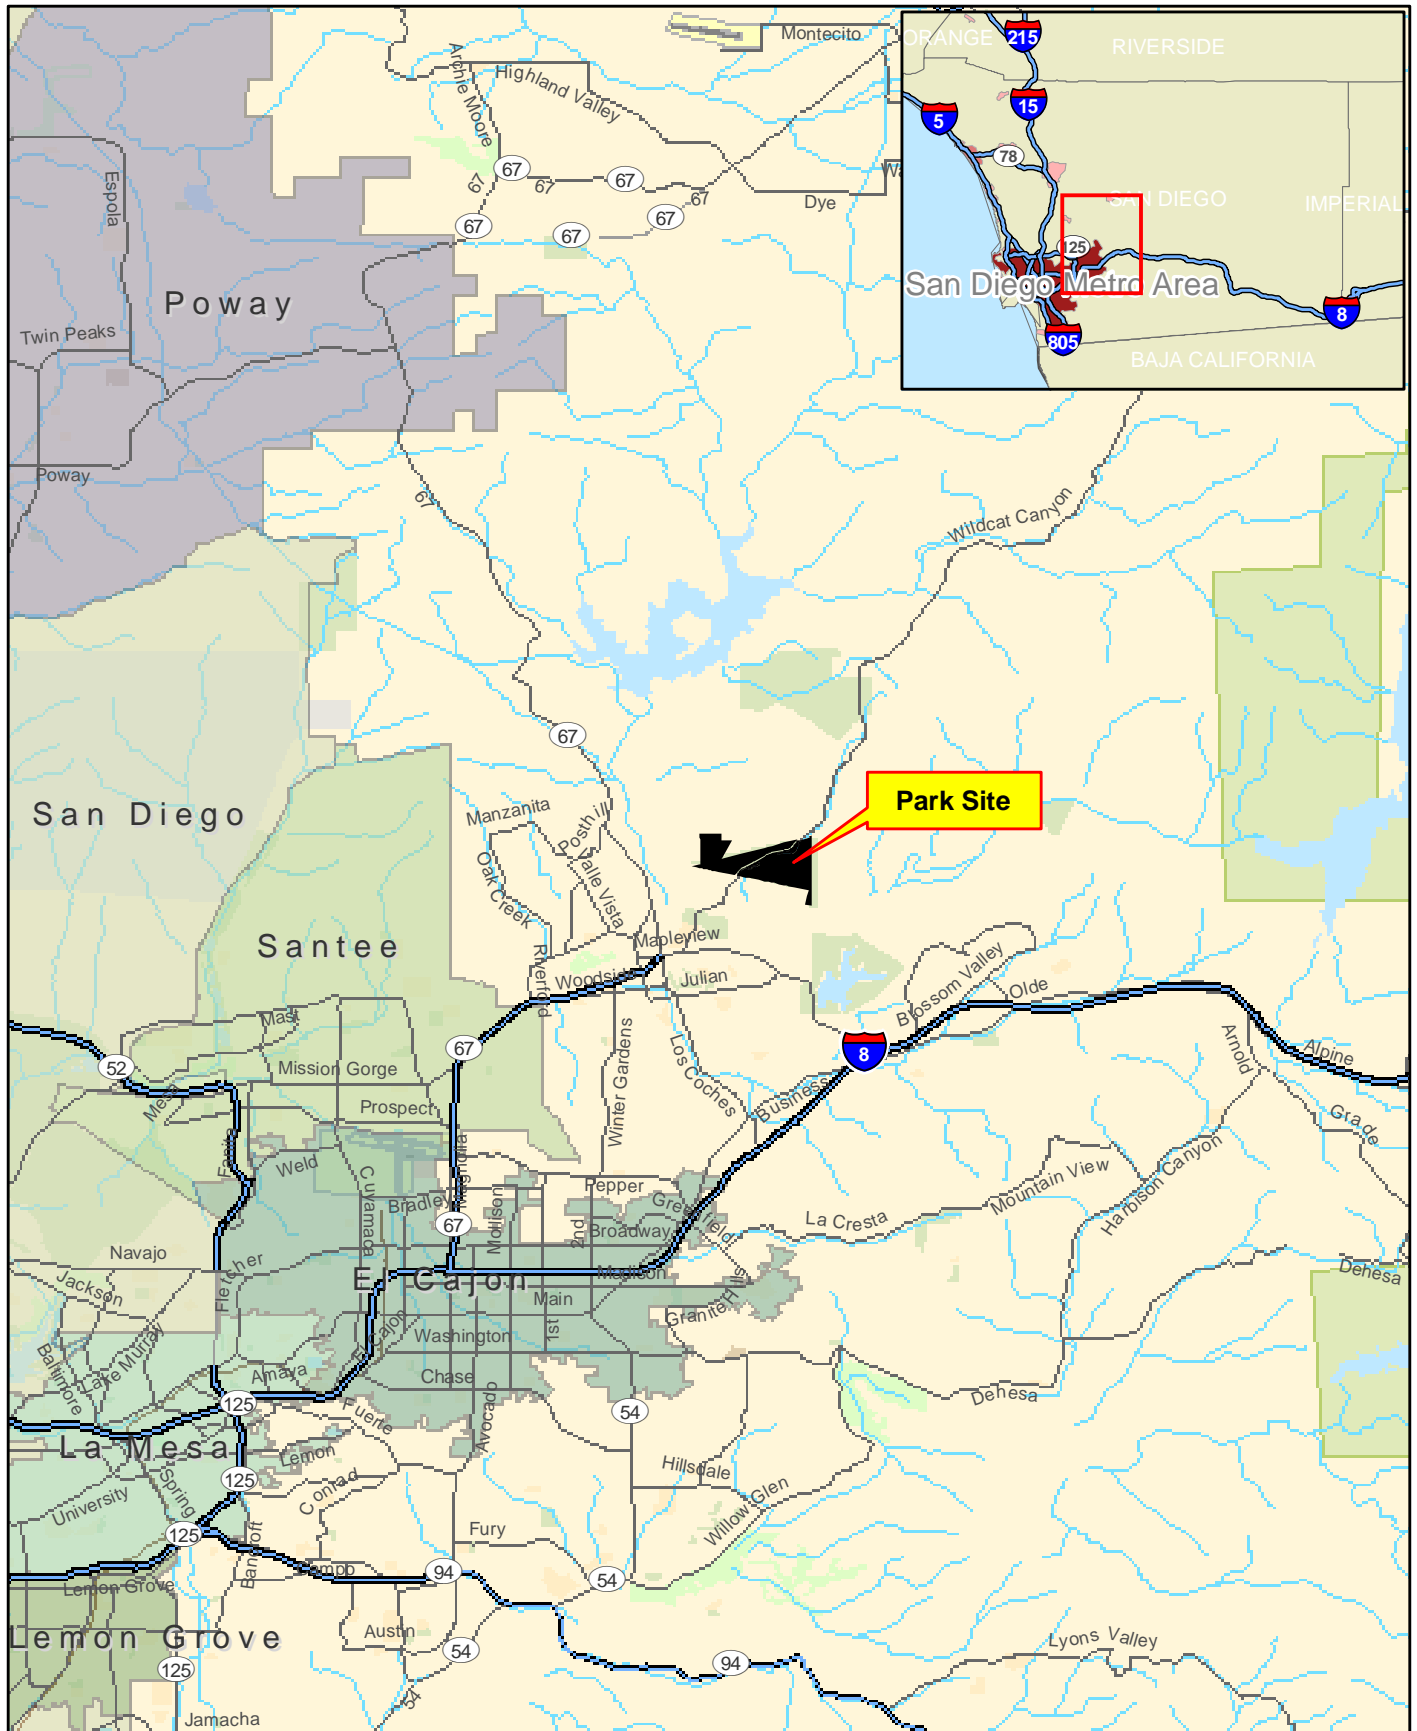 Montecito
Archie Moore
Highland Valley
ORANGE
215
RIVERSIDE
15
5
78
SAN DIEGO
IMPERIAL
125
San Diego Metro Area
8
805
BAJA CALIFORNIA
67
67
67
67
67
67
Dye
67
67
Espola
Poway
Twin Peaks
Poway
67
Wildcat Canyon
67
San Diego
Park Site
Manzanita
Posthill
Oak Creek
Valle Vista
Santee
Mapleview
Riverford
Woodside
Julian
Blossom Valley
Olde
Mast
67
8
Winter Gardens
Los Coches
Arnold
Alpine
52
Mission Gorge
Mesa
Prospect
Business
Grade
Fanita
Weld
Magnolia
Cuyamaca
Bradley
Mollison
Pepper
Greenfield
2nd
Broadway
67
La Cresta
Mountain View
Harbison Canyon
Navajo
Jackson
Fletcher
El Cajon
Madison
Granite Hills
Dehesa
Main
1st
Washington
El Cajon
Baltimore
Lake Murray
Amaya
Chase
Dehesa
125
Fuerte
Avocado
54
La Mesa
Lemon
Hillsdale
125
Conrad
Spring
University
Willow Glen
125
Fury
Bancroft
Campo
94
54
Lemon Grove
Lemon Grove
Austin
54
Lyons Valley
125
94
54
Jamacha